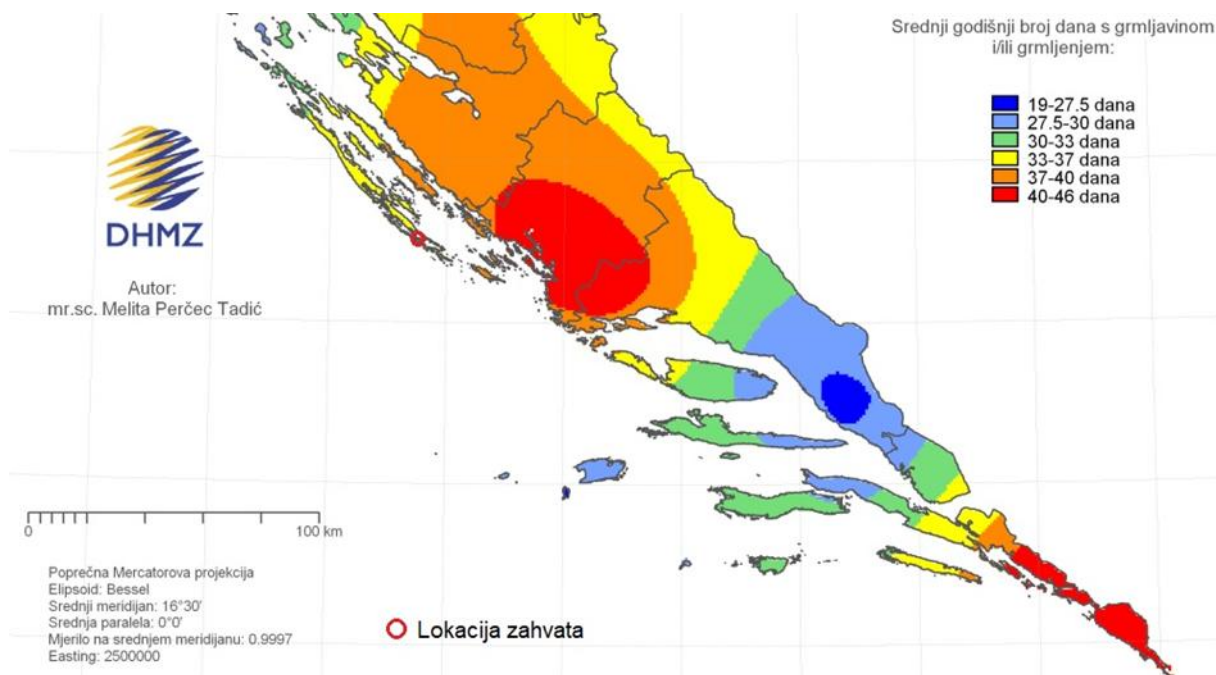 Srednji godišnji broj dana s grmljavinom
i/ili grmljenjem:
19-27.5 dana
27.5-30 dana
30-33 dana
33-37 dana
37-40 dana
40-46 dana
DHMZ
Autor:
mr.sc. Melita Perčec Tadić
0
100 km
Poprečna Mercatorova projekcija
Elipsoid: Bessel
Srednji meridijan: 16°30'
Srednja paralela: 0°0'
Mjerilo na srednjem meridijanu: 0.9997
Easting: 2500000
Lokacija zahvata